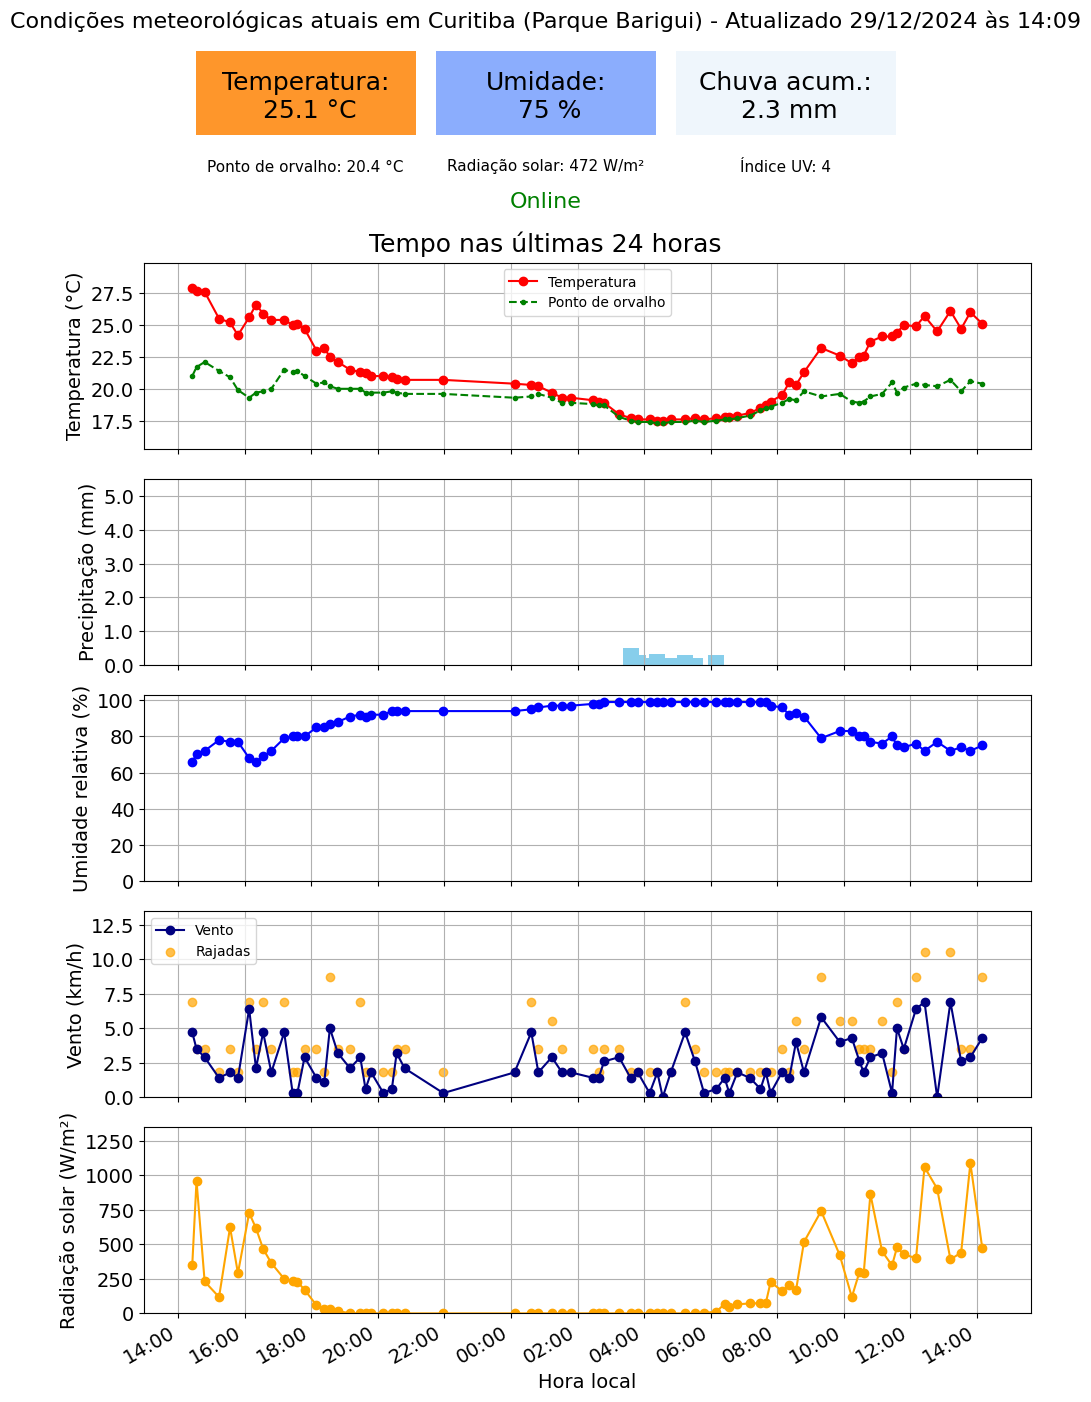 Condições meteorológicas atuais em Curitiba (Parque Barigui) - Atualizado 29/12/2024 às 14:09
Temperatura:
25.1 °C
Umidade:
75 %
Chuva acum.:
2.3 mm
Ponto de orvalho: 20.4 °C
Radiação solar: 472 W/m²
Índice UV: 4
Online
Tempo nas últimas 24 horas
Temperatura (°C)
27.5
25.0
22.5
20.0
17.5
Temperatura
Ponto de orvalho
Precipitação (mm)
5.0
4.0
3.0
2.0
1.0
0.0
Umidade relativa (%)
100
80
60
40
20
0
Vento (km/h)
12.5
10.0
7.5
5.0
2.5
0.0
Vento
Rajadas
Radiação solar (W/m²)
1250
1000
750
500
250
0
14:00
16:00
18:00
20:00
22:00
00:00
02:00
04:00
06:00
08:00
10:00
12:00
14:00
Hora local